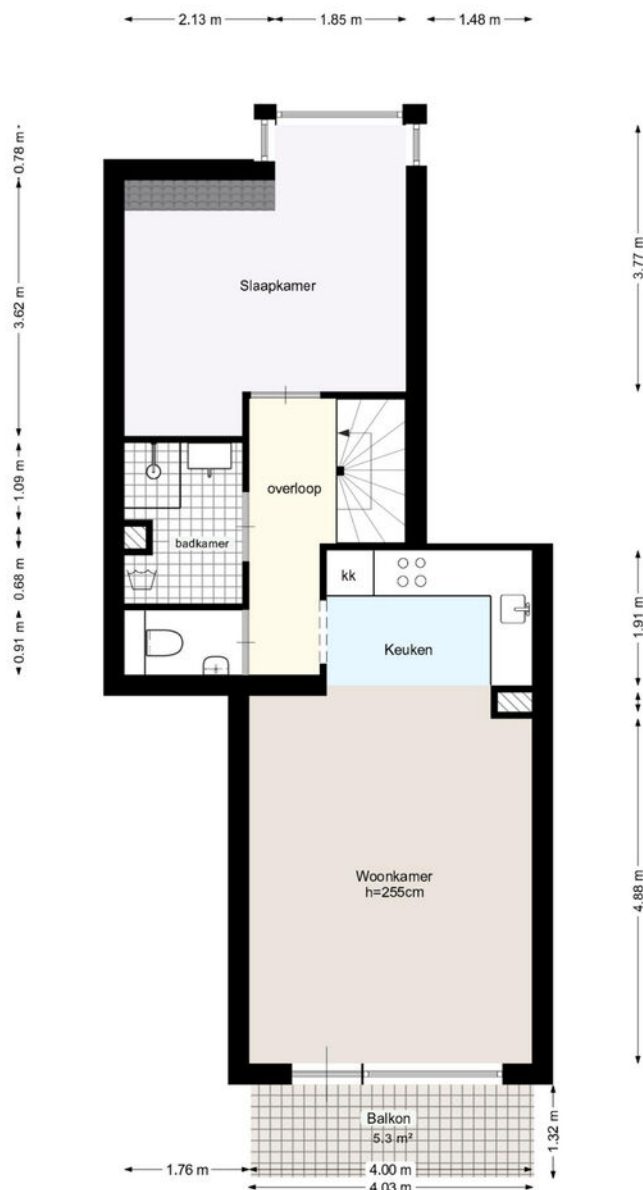 2.13 m
1.85 m
1.48 m
0.78 m
3.62 m
3.77 m
Slaapkamer
1.09 m
overloop
badkamer
0.68 m
kk
0.91 m
Keuken
1.91 m
Woonkamer
h=255cm
4.88 m
Balkon
5.3 m²
1.32 m
1.76 m
4.00 m
4.03 m